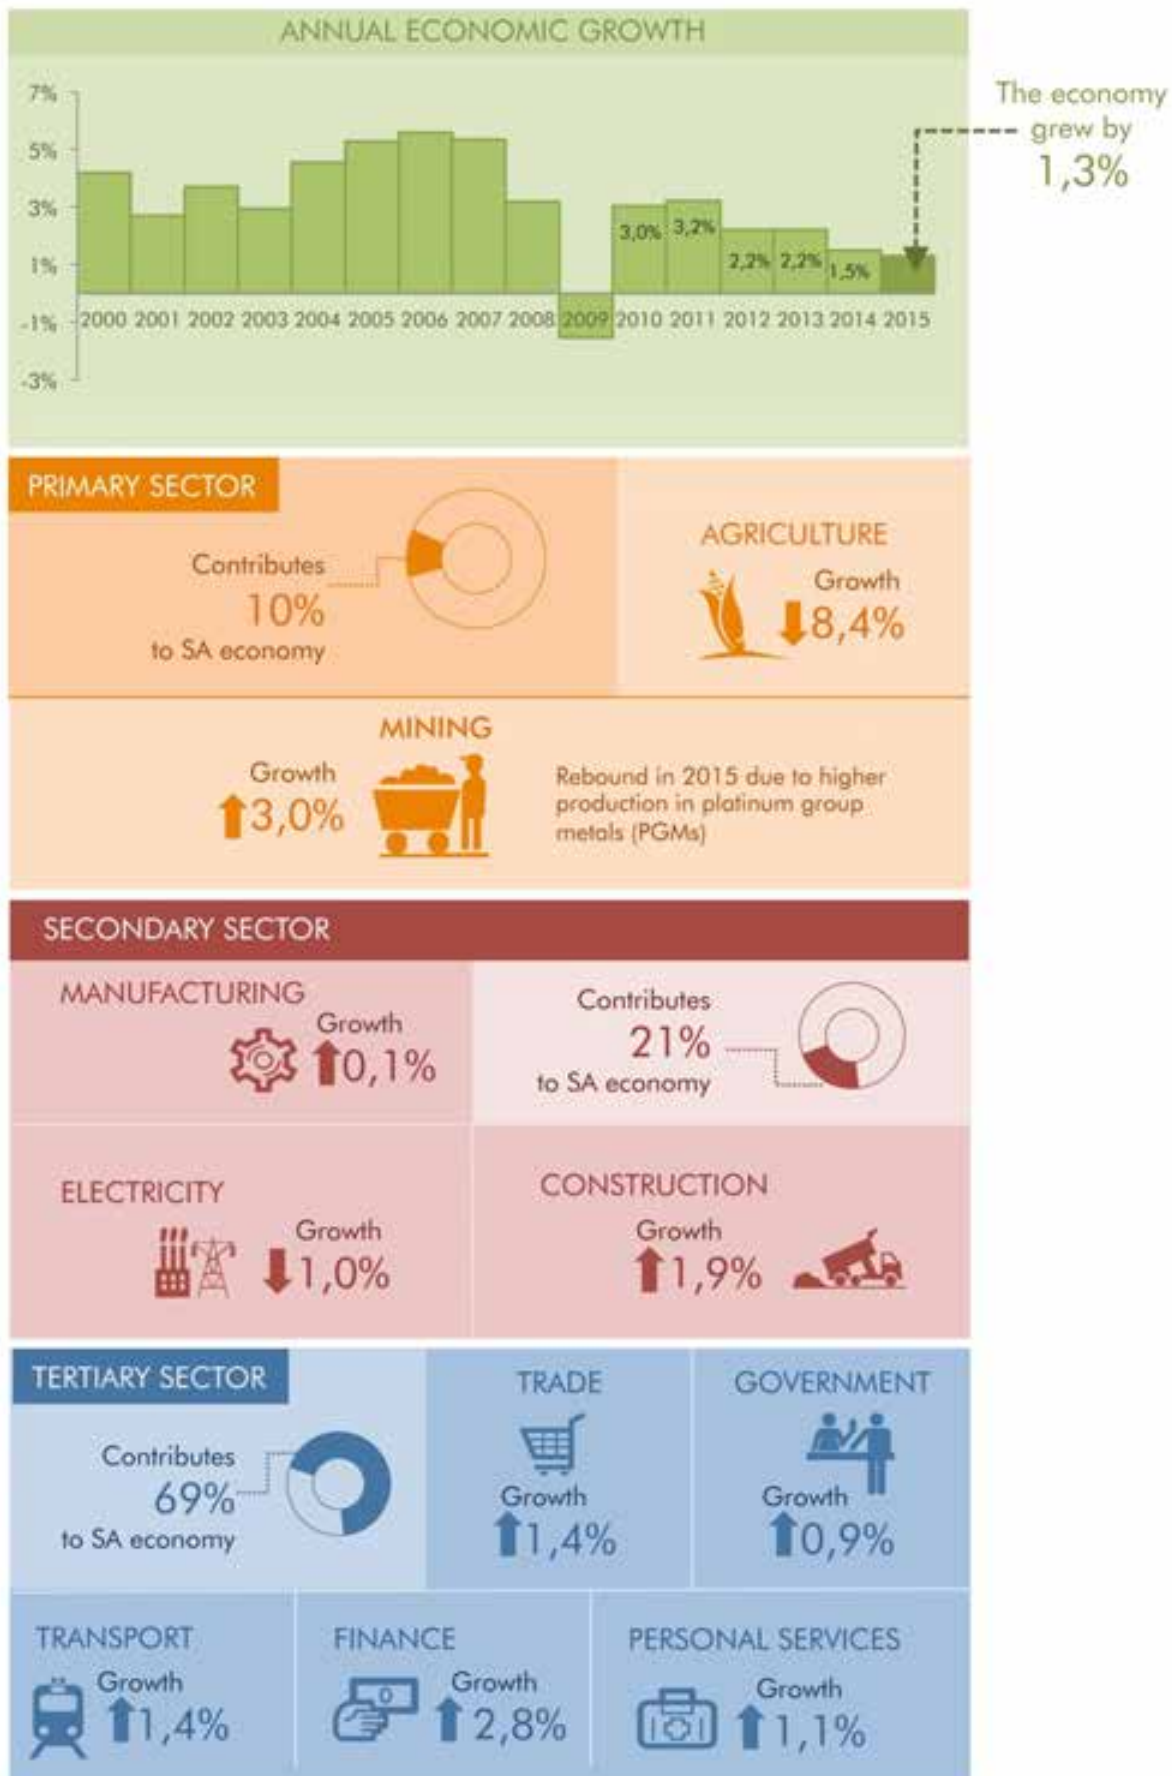 ANNUAL ECONOMIC GROWTH
7%
5%
3%
1%
-1%
-3%
3,0% 3,2% 2,2% 2,2% 1,5%
2000 2001 2002 2003 2004 2005 2006 2007 2008 2009 2010 2011 2012 2013 2014 2015
The economy
grew by
1,3%
PRIMARY SECTOR
Contributes
10%
to SA economy
AGRICULTURE
Growth
8,4%
MINING
Growth
3,0%
Rebound in 2015 due to higher
production in platinum group
metals (PGMs)
SECONDARY SECTOR
MANUFACTURING
Growth
0,1%
Contributes
21%
to SA economy
ELECTRICITY
Growth
1,0%
CONSTRUCTION
Growth
1,9%
TERTIARY SECTOR
Contributes
69%
to SA economy
TRADE
Growth
1,4%
GOVERNMENT
Growth
0,9%
TRANSPORT
Growth
1,4%
FINANCE
0
Growth
2,8%
PERSONAL SERVICES
Growth
1,1%